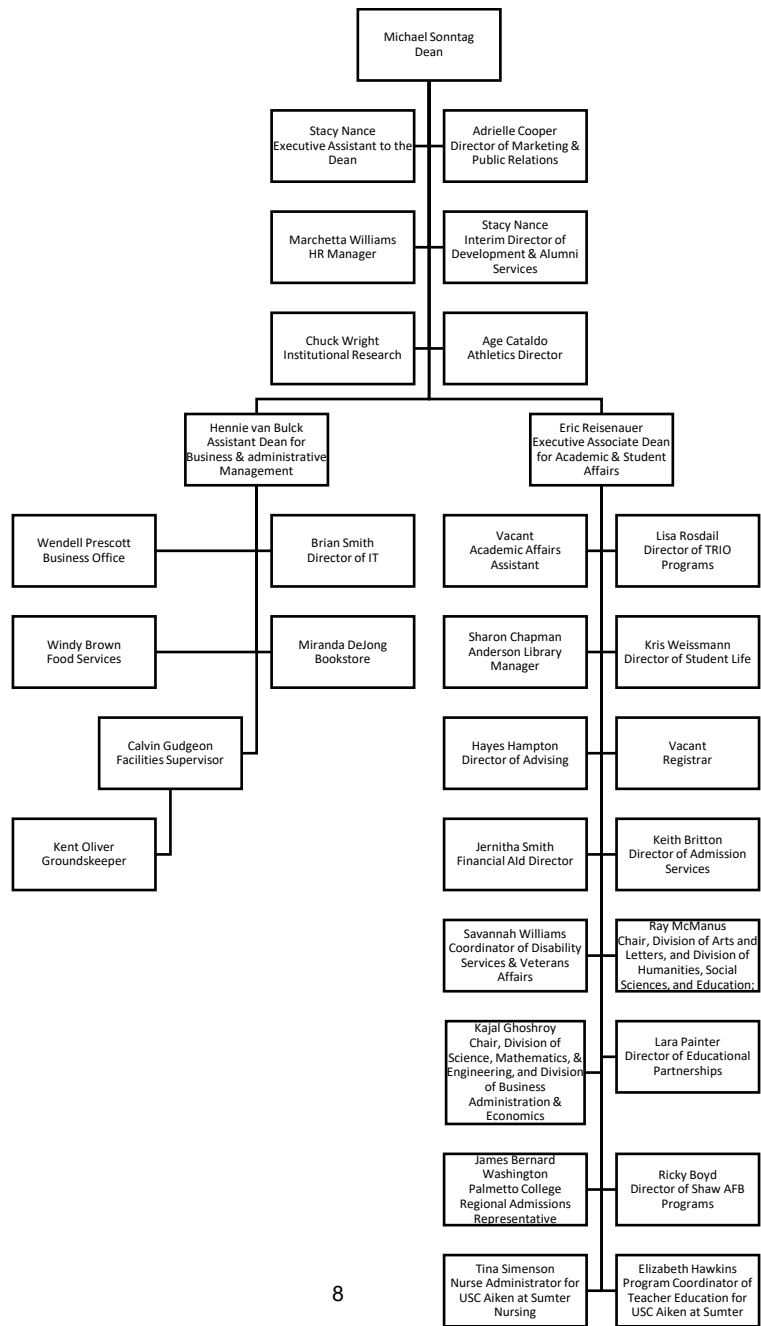 Michael Sonntag
Dean
Stacy Nance
Executive Assistant to the
Dean
Adrielle Cooper
Director of Marketing &
Public Relations
Marchetta Williams
HR Manager
Stacy Nance
Interim Director of
Development & Alumni
Services
Chuck Wright
Institutional Research
Age Cataldo
Athletics Director
Hennie van Bulck
Assistant Dean for
Business & administrative
Management
Eric Reisenauer
Executive Associate Dean
for Academic & Student
Affairs
Wendell Prescott
Business Office
Brian Smith
Director of IT
Vacant
Academic Affairs
Assistant
Lisa Rosdail
Director of TRIO
Programs
Windy Brown
Food Services
Miranda DeJong
Bookstore
Sharon Chapman
Anderson Library
Manager
Kris Weissmann
Director of Student Life
Calvin Gudgeon
Facilities Supervisor
Hayes Hampton
Director of Advising
Vacant
Registrar
Kent Oliver
Groundskeeper
Jernitha Smith
Financial AId Director
Keith Britton
Director of Admission
Services
Savannah Williams
Coordinator of Disability
Services & Veterans
Affairs
Ray McManus
Chair, Division of Arts and
Letters, and Division of
Humanities, Social
Sciences, and Education;
Kajal Ghoshroy
Chair, Division of
Science, Mathematics, &
Engineering, and Division
of Business
Administration &
Economics
Lara Painter
Director of Educational
Partnerships
James Bernard
Washington
Palmetto College
Regional Admissions
Representative
Ricky Boyd
Director of Shaw AFB
Programs
Tina Simenson
Nurse Administrator for
USC Aiken at Sumter
Nursing
Elizabeth Hawkins
Program Coordinator of
Teacher Education for
USC Aiken at Sumter
8